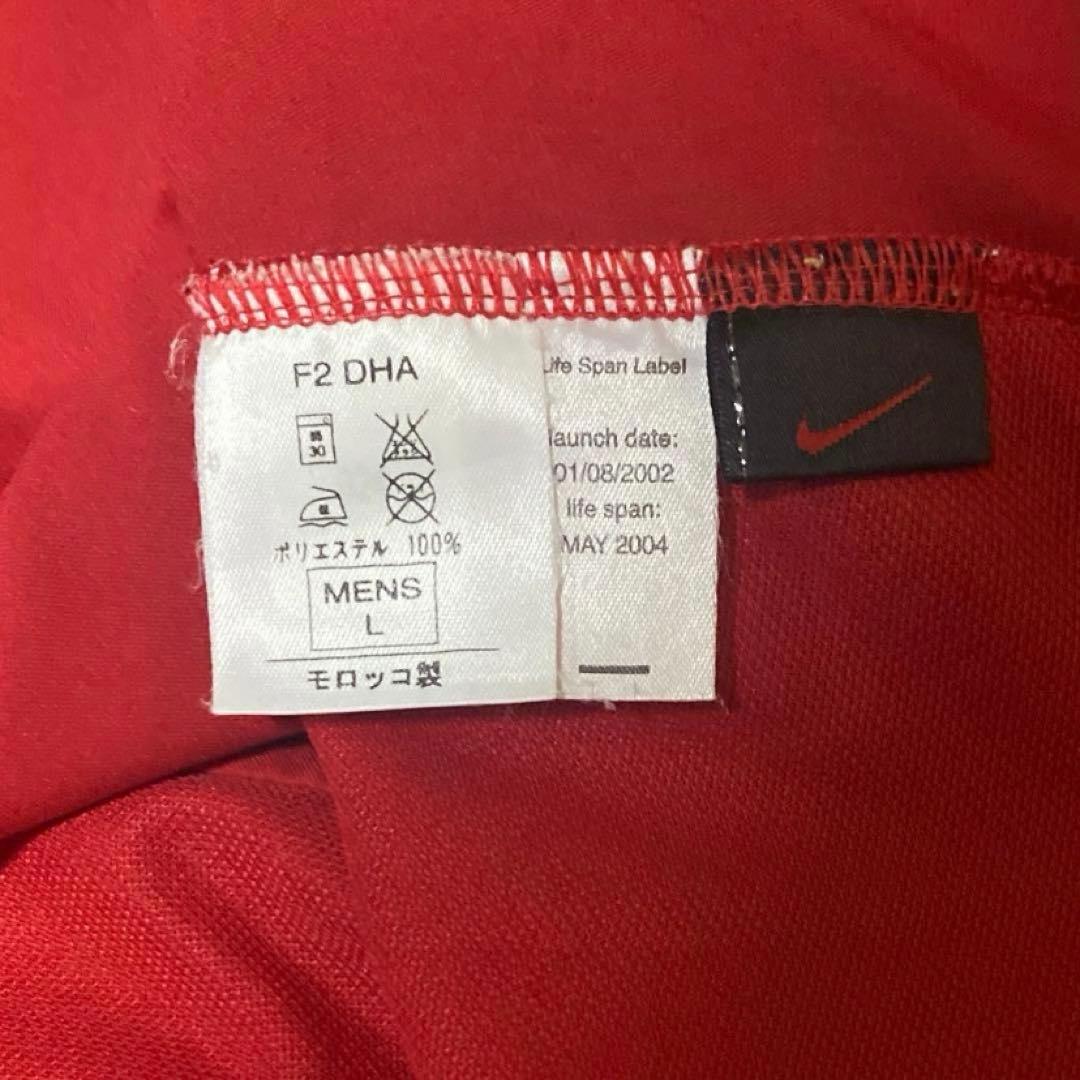 F2 DHA
30
ポリエステル 100%
MENS
L
モロッコ製
Life Span Label
launch date:
01/08/2002
life span:
MAY 2004